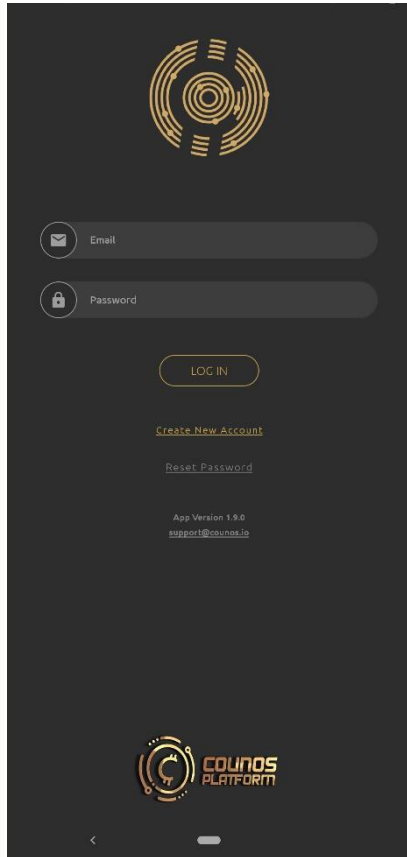 Email
Password
LOG IN
Create New Account
Reset Password
App Version 1.9.0
support@counos.io
COUNOS
PLATFORM